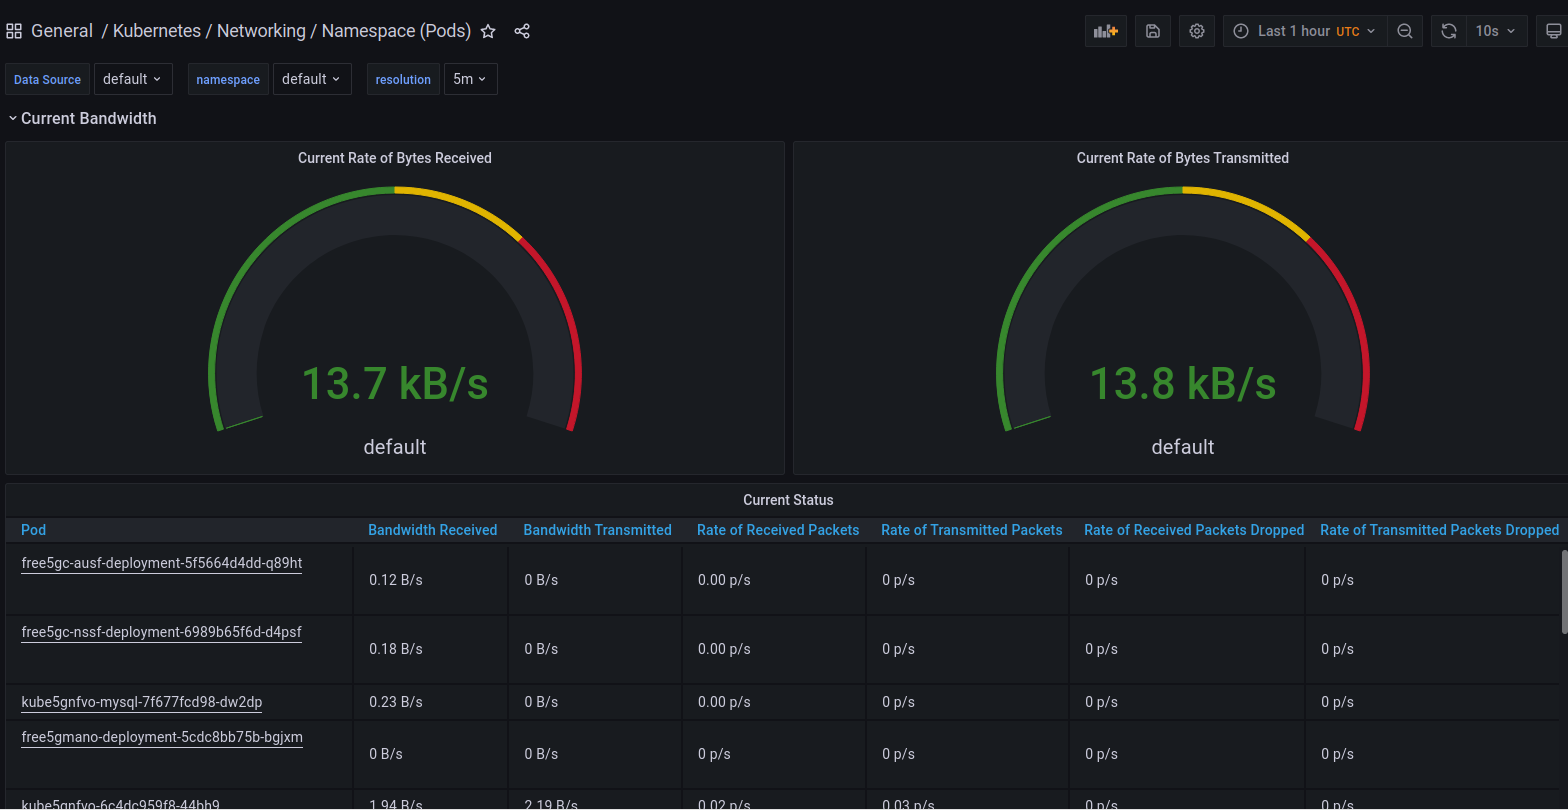 General / Kubernetes / Networking / Namespace (Pods)
Last 1 hour UTC
10s
Data Source default namespace default resolution 5m
Current Bandwidth
Current Rate of Bytes Received
13.7 kB/s
default
Current Rate of Bytes Transmitted
13.8 kB/s
default
Current Status
Pod Bandwidth Received Bandwidth Transmitted Rate of Received Packets Rate of Transmitted Packets Rate of Received Packets Dropped Rate of Transmitted Packets Dropped
free5gc-ausf-deployment-5f5664d4dd-q89ht 0.12 B/s 0 B/s 0.00 p/s 0 p/s 0 p/s 0 p/s
free5gc-nssf-deployment-6989b65f6d-d4psf 0.18 B/s 0 B/s 0.00 p/s 0 p/s 0 p/s 0 p/s
kube5gnfvo-mysql-7f677fcd98-dw2dp 0.23 B/s 0 B/s 0.00 p/s 0 p/s 0 p/s 0 p/s
free5gmano-deployment-5cdc8bb75b-bgjxm 0 B/s 0 B/s 0 p/s 0 p/s 0 p/s 0 p/s
kube5gnfvo-6c4dc959f8-44bh9 1.94 B/s 2.19 B/s 0.02 p/s 0.03 p/s 0 p/s 0 p/s